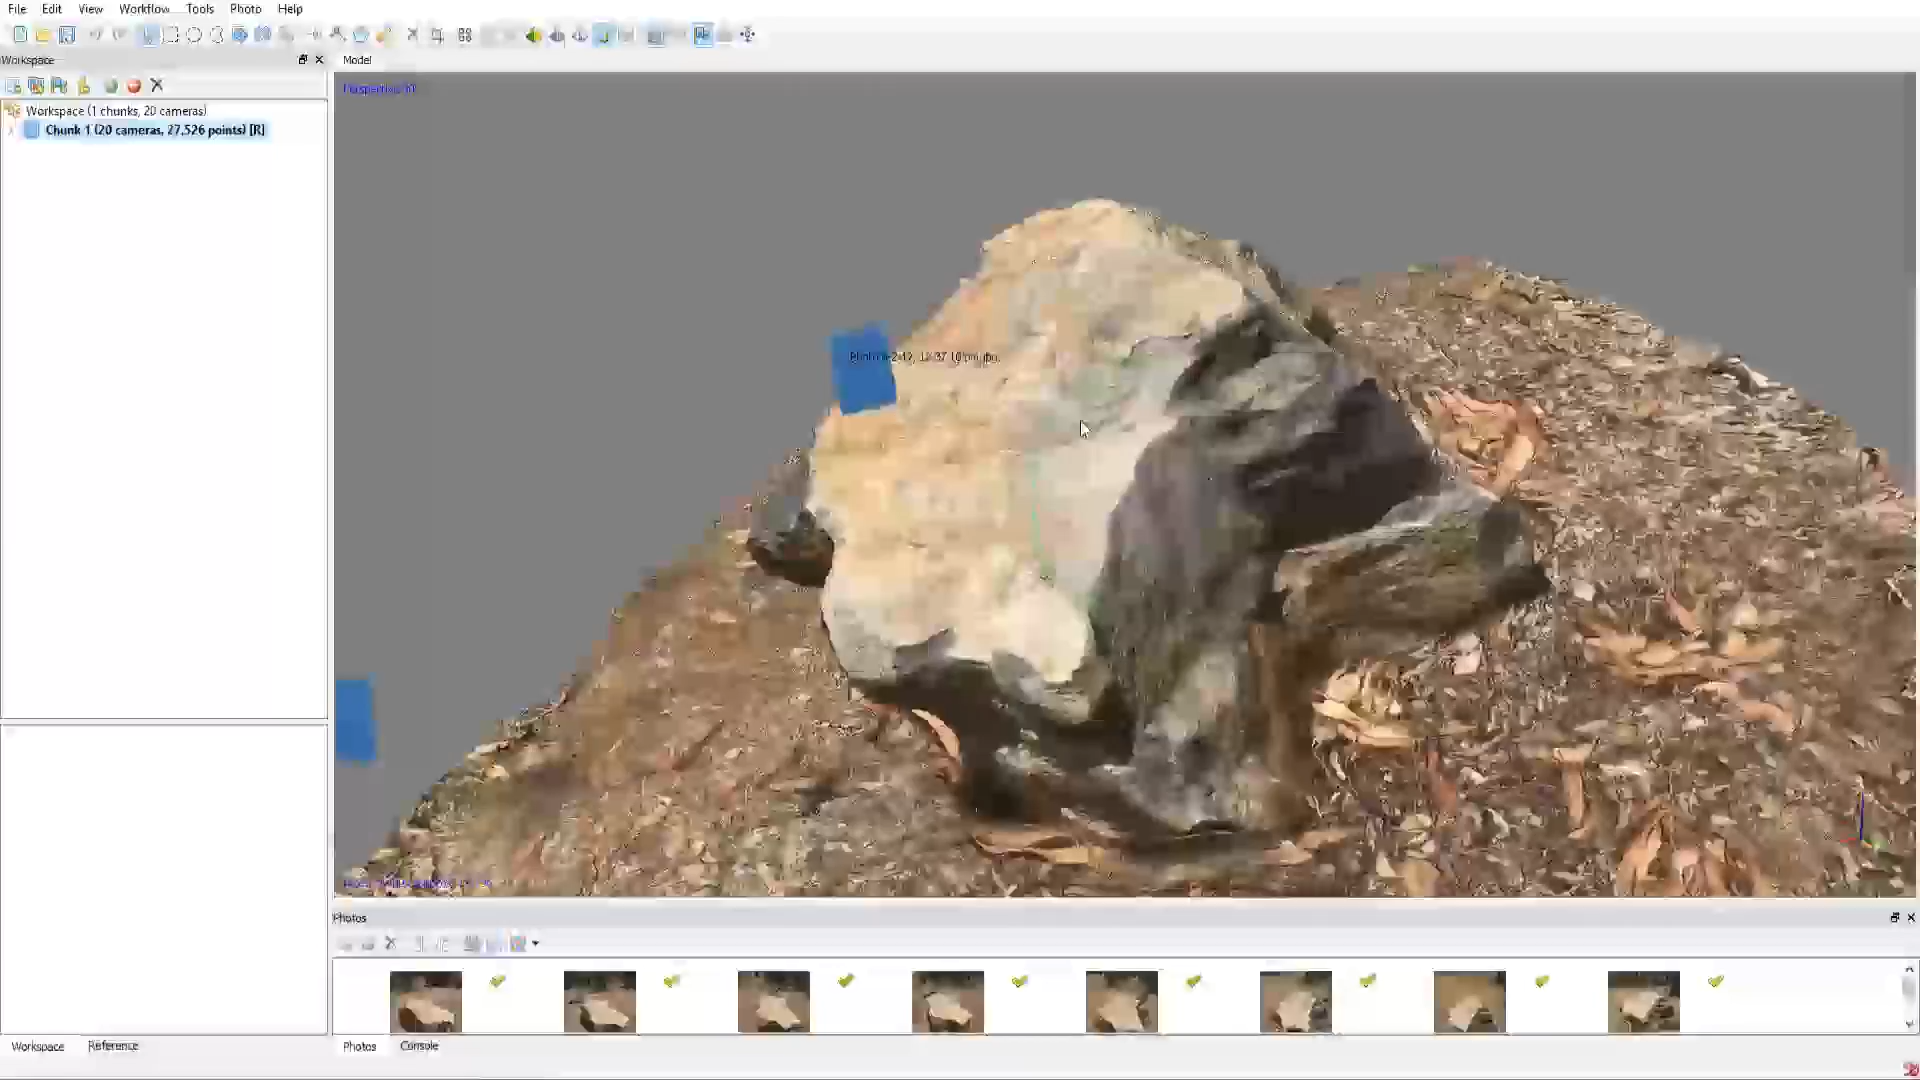 File Edit View Workflow Tools Photo Help
Workspace
Model
Workspace (1 chunks, 20 cameras)
Chunk 1 (20 cameras, 27,526 points) [R]
Photos
Workspace Reference
Photos Console